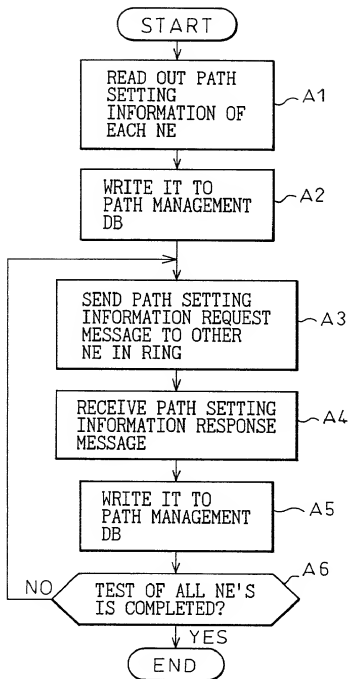 START
READ OUT PATH
SETTING
INFORMATION OF
EACH NE
A1
WRITE IT TO
PATH MANAGEMENT
DB
A2
SEND PATH SETTING
INFORMATION REQUEST
MESSAGE TO OTHER
NE IN RING
A3
RECEIVE PATH SETTING
INFORMATION RESPONSE
MESSAGE
A4
WRITE IT TO
PATH MANAGEMENT
DB
A5
TEST OF ALL NE'S
IS COMPLETED?
A6
NO
YES
END